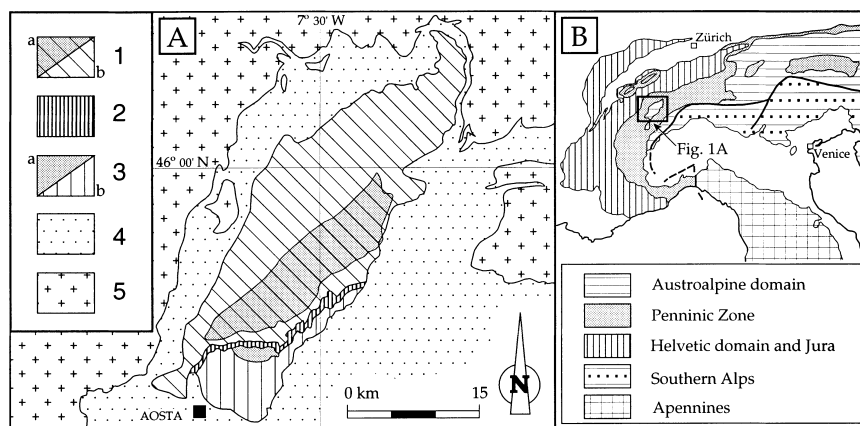 7° 30' W
A
46° 00' N
a
b
1
2
a
b
3
4
5
AOSTA
0 km 15
N
B
Zürich
Fig. 1A
Venice
Austroalpine domain
Penninic Zone
Helvetic domain and Jura
Southern Alps
Apennines